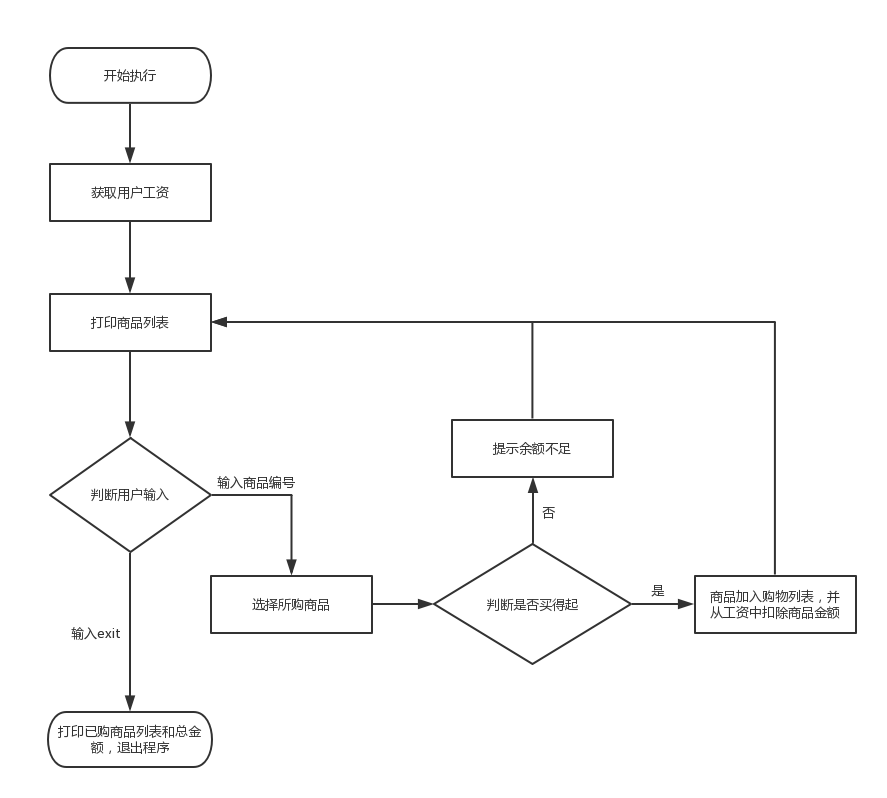 开始执行
获取用户工资
打印商品列表
提示余额不足
输入商品编号
判断用户输入
否
是
选择所购商品
判断是否买得起
商品加入购物列表，并
从工资中扣除商品金额
输入exit
打印已购商品列表和总金
额，退出程序